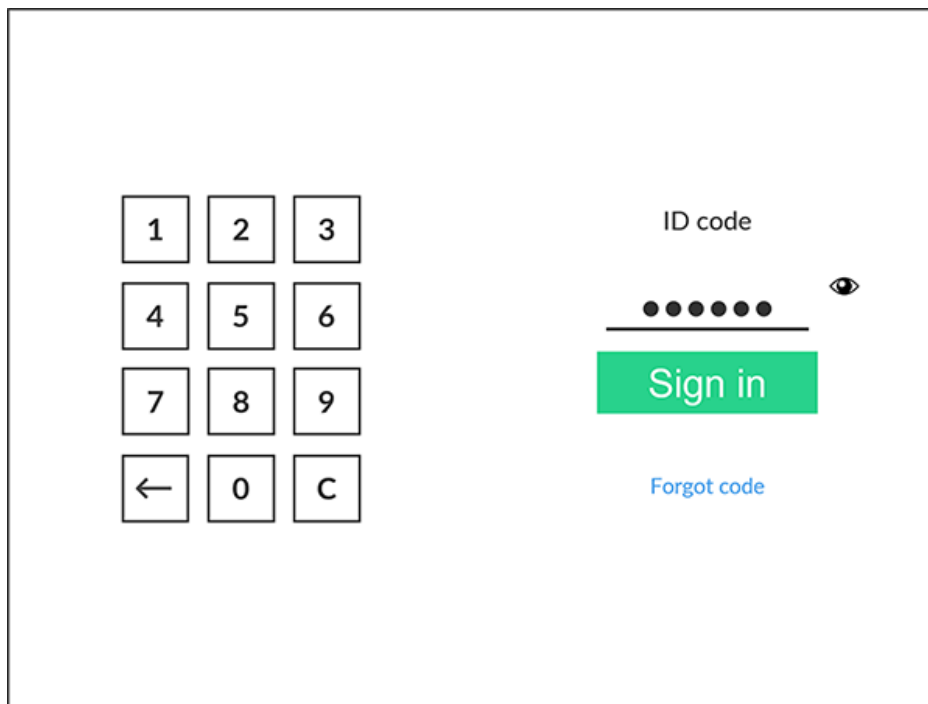 1 2 3
4 5 6
7 8 9
← 0 C
ID code
●●●●●●
Sign in
Forgot code